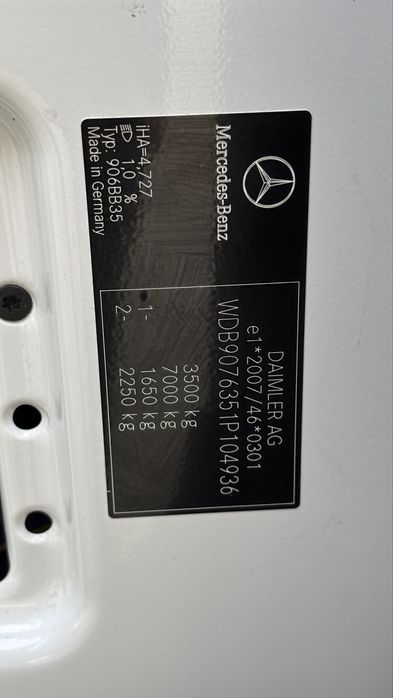 Mercedes-Benz
iHA=4,727
1,0 %
Typ: 906BB35
Made in Germany
DAIMLER AG
e1*2007/46*0301
WDB9076351P104936
3500 kg
7000 kg
1- 1650 kg
2- 2250 kg